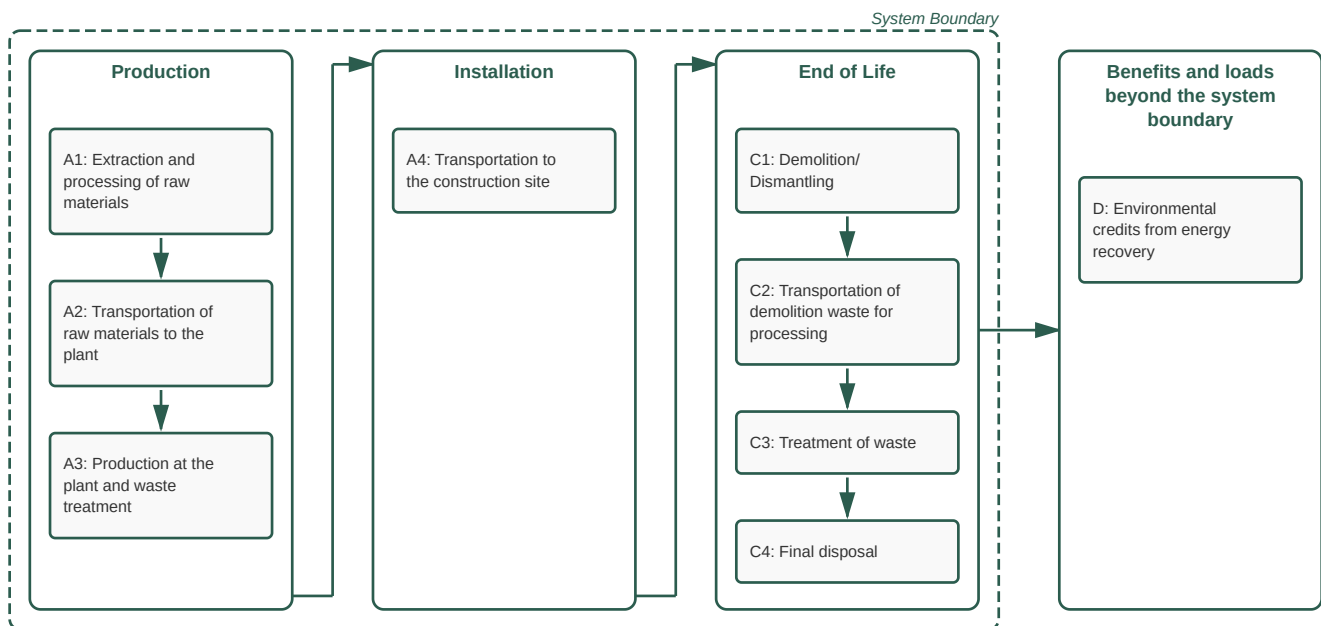 System Boundary
Production
A1: Extraction and
processing of raw
materials
A2: Transportation of
raw materials to the
plant
A3: Production at the
plant and waste
treatment
Installation
A4: Transportation to
the construction site
End of Life
C1: Demolition/
Dismantling
C2: Transportation of
demolition waste for
processing
C3: Treatment of waste
C4: Final disposal
Benefits and loads
beyond the system
boundary
D: Environmental
credits from energy
recovery